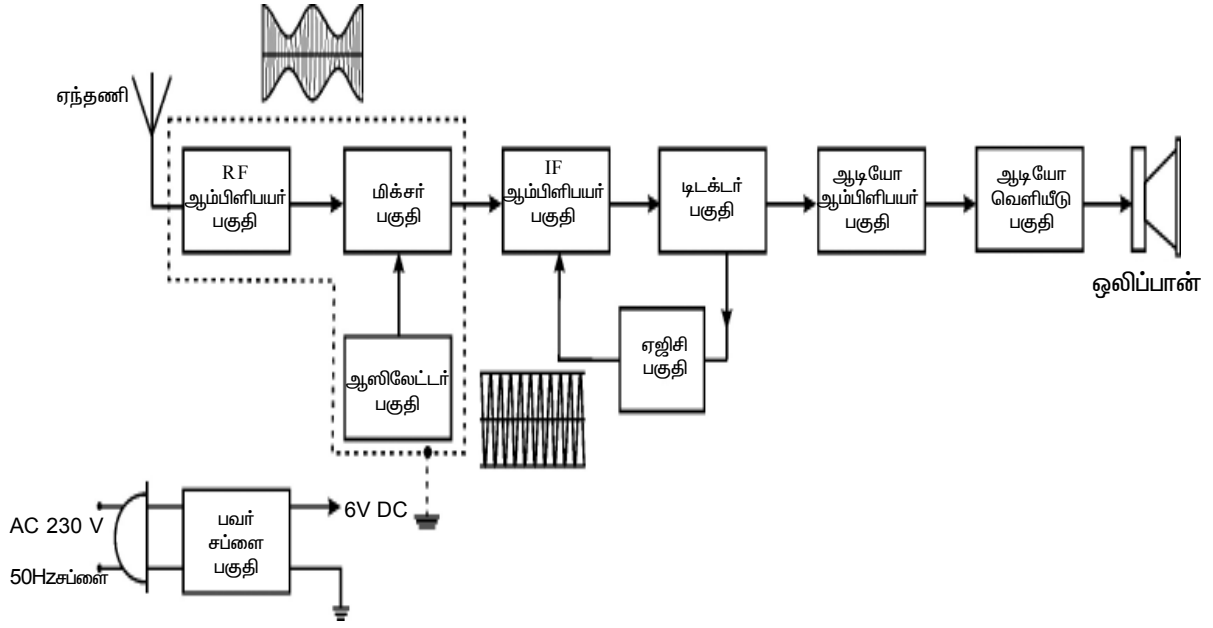 ஏந்தணி
RF
ஆம்பிளிபயர்
பகுதி
மிக்சர்
பகுதி
IF
ஆம்பிளிபயர்
பகுதி
டிடக்டர்
பகுதி
ஆடியோ
ஆம்பிளிபயர்
பகுதி
ஆடியோ
வெளியீடு
பகுதி
ஒலிப்பான்
ஆஸிலேட்டர்
பகுதி
ஏஜிசி
பகுதி
AC 230 V
50Hzசப்ளை
பவர்
சப்ளை
பகுதி
6V DC